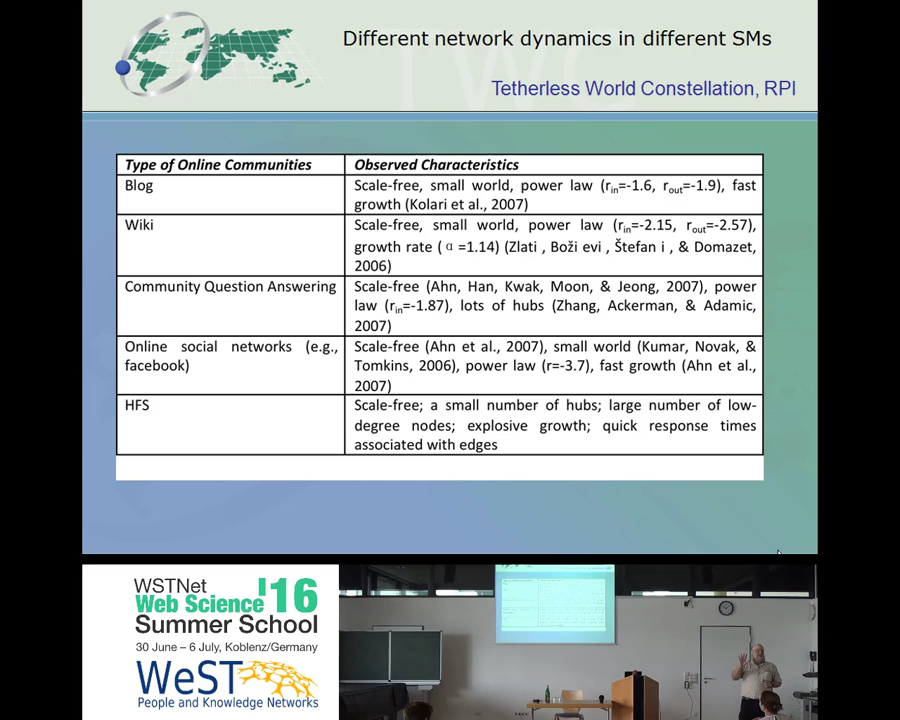 Different network dynamics in different SMs
Tetherless World Constellation, RPI
Type of Online Communities
Observed Characteristics
Blog
Scale-free, small world, power law (rin=-1.6, rout=-1.9), fast
growth (Kolari et al., 2007)
Wiki
Scale-free, small world, power law (rin=-2.15, rout=-2.57),
growth rate ( α =1.14) (Zlati , Boži evi , Štefan i , & Domazet,
2006)
Community Question Answering
Scale-free (Ahn, Han, Kwak, Moon, & Jeong, 2007), power
law (rin=-1.87), lots of hubs (Zhang, Ackerman, & Adamic,
2007)
Online social networks (e.g.,
facebook)
Scale-free (Ahn et al., 2007), small world (Kumar, Novak, &
Tomkins, 2006), power law (r=-3.7), fast growth (Ahn et al.,
2007)
HFS
Scale-free; a small number of hubs; large number of low-
degree nodes; explosive growth; quick response times
associated with edges
WSTNet
Web Science '16
Summer School
30 June – 6 July, Koblenz/Germany
WeST
People and Knowledge Networks